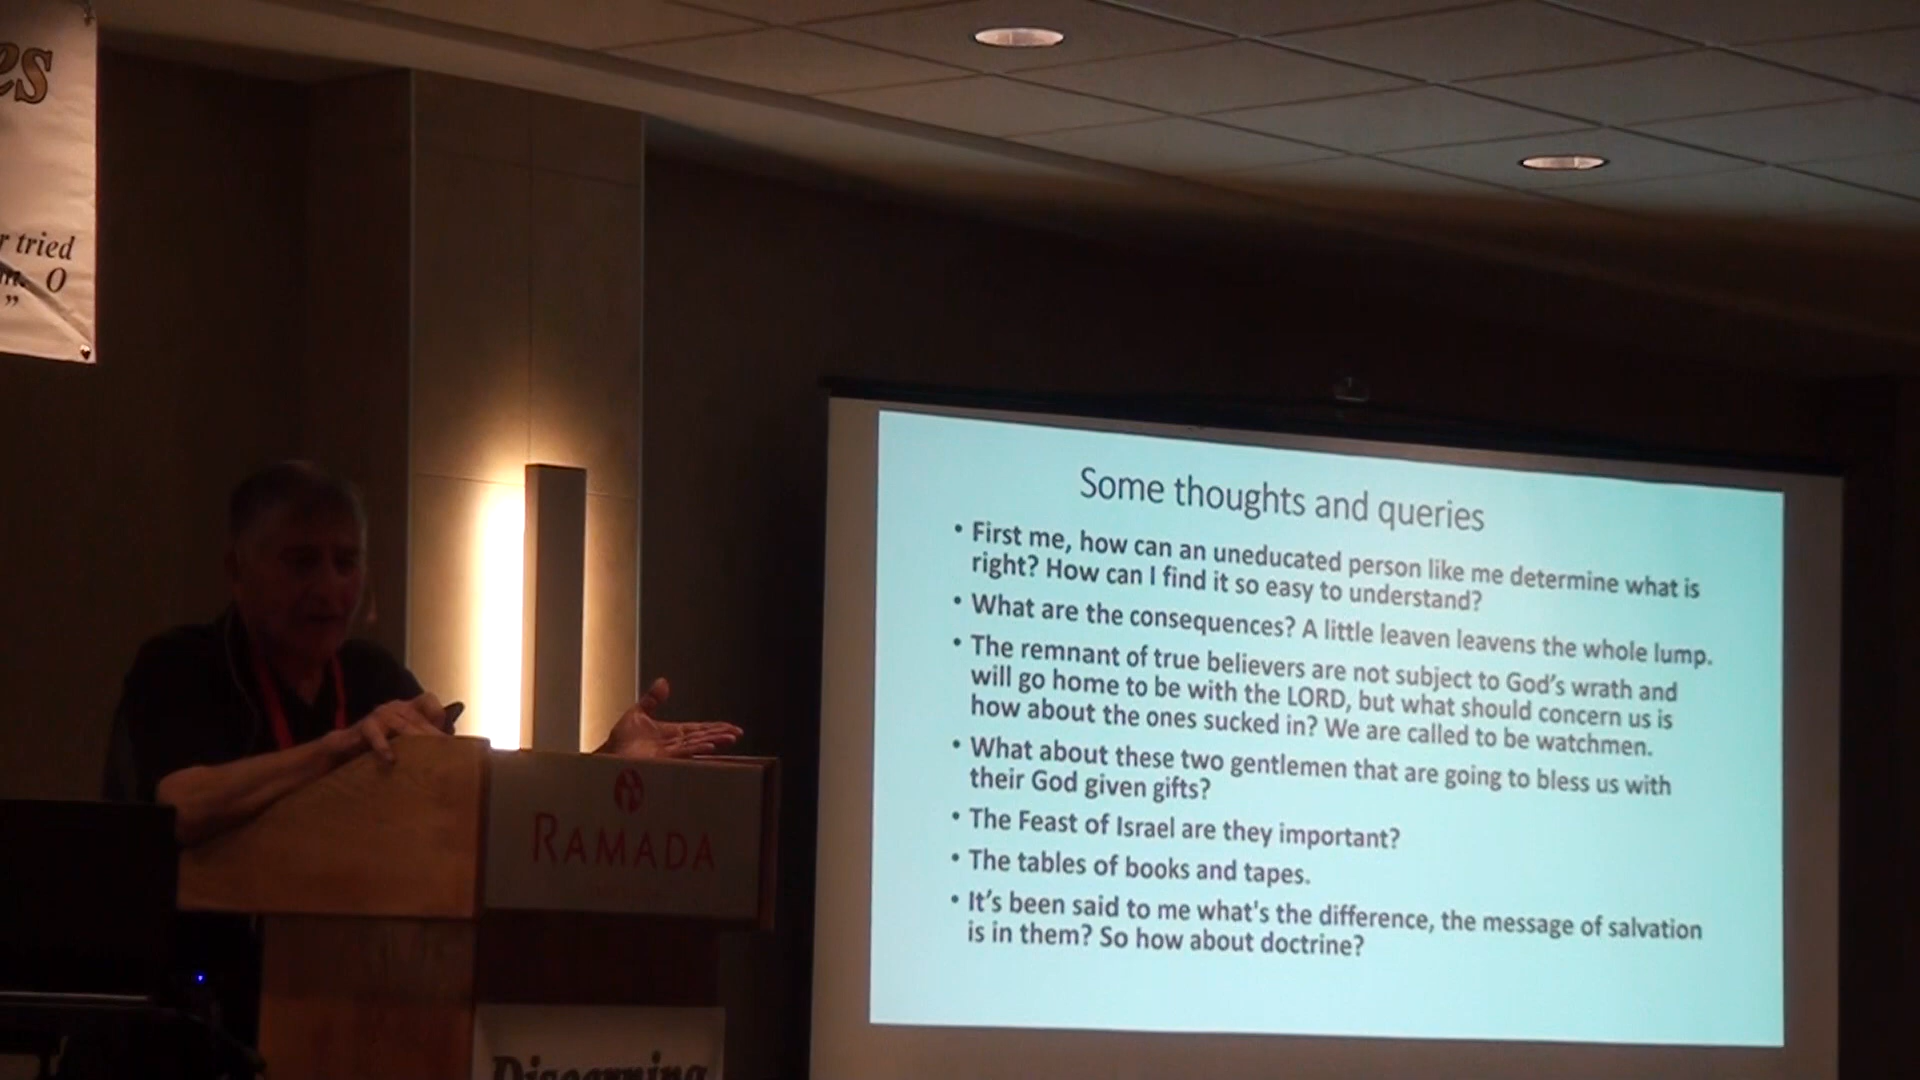 es
r tried
O
”
RAMADA
Discerning
Some thoughts and queries
• First me, how can an uneducated person like me determine what is
right? How can I find it so easy to understand?
• What are the consequences? A little leaven leavens the whole lump.
• The remnant of true believers are not subject to God’s wrath and
will go home to be with the LORD, but what should concern us is
how about the ones sucked in? We are called to be watchmen.
• What about these two gentlemen that are going to bless us with
their God given gifts?
• The Feast of Israel are they important?
• The tables of books and tapes.
• It’s been said to me what's the difference, the message of salvation
is in them? So how about doctrine?